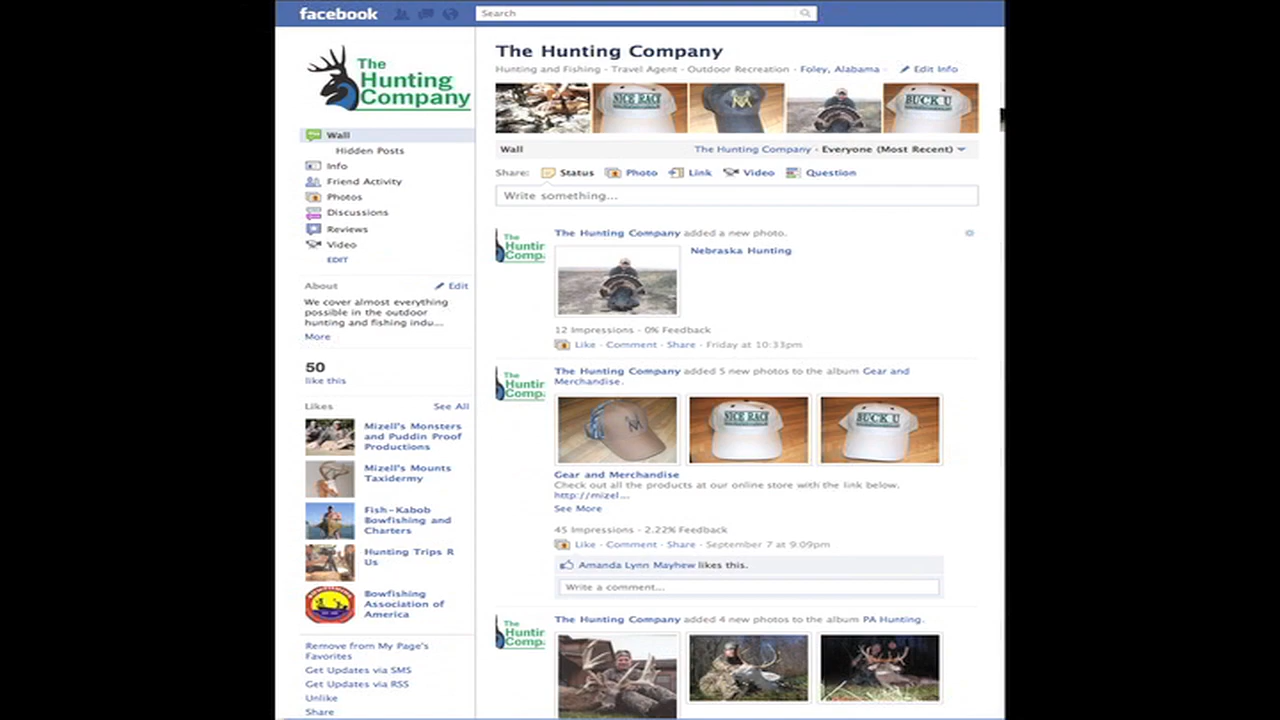 facebook
Search
The
Hunting
Company
Wall
Hidden Posts
Info
Friend Activity
Photos
Discussions
Reviews
Video
EDIT
About
Edit
We cover almost everything
possible in the outdoor
hunting and fishing indu...
More
50
like this
Likes
See All
Mizell's Monsters
and Puddin Proof
Productions
Mizell's Mounts
Taxidermy
Fish-Kabob
Bowfishing and
Charters
Hunting Trips R
Us
BOWFISHING
Bowfishing
Association of
America
Remove from My Page's
Favorites
Get Updates via SMS
Get Updates via RSS
Unlike
Share
The Hunting Company
Hunting and Fishing - Travel Agent - Outdoor Recreation - Foley, Alabama - Edit Info
NICE RACK
BUCK U
Wall
The Hunting Company - Everyone (Most Recent)
Share: Status Photo Link Video Question
Write something...
The
Huntin
Comp
The Hunting Company added a new photo.
Nebraska Hunting
12 Impressions - 0% Feedback
Like - Comment - Share - Friday at 10:33pm
The
Huntin
Comp
The Hunting Company added 5 new photos to the album Gear and
Merchandise.
NICE RACK
BUCK U
Gear and Merchandise
Check out all the products at our online store with the link below.
http://mizel...
See More
45 Impressions - 2.22% Feedback
Like - Comment - Share - September 7 at 9:09pm
Amanda Lynn Mayhew likes this.
Write a comment...
The
Huntin
Comp
The Hunting Company added 4 new photos to the album PA Hunting.